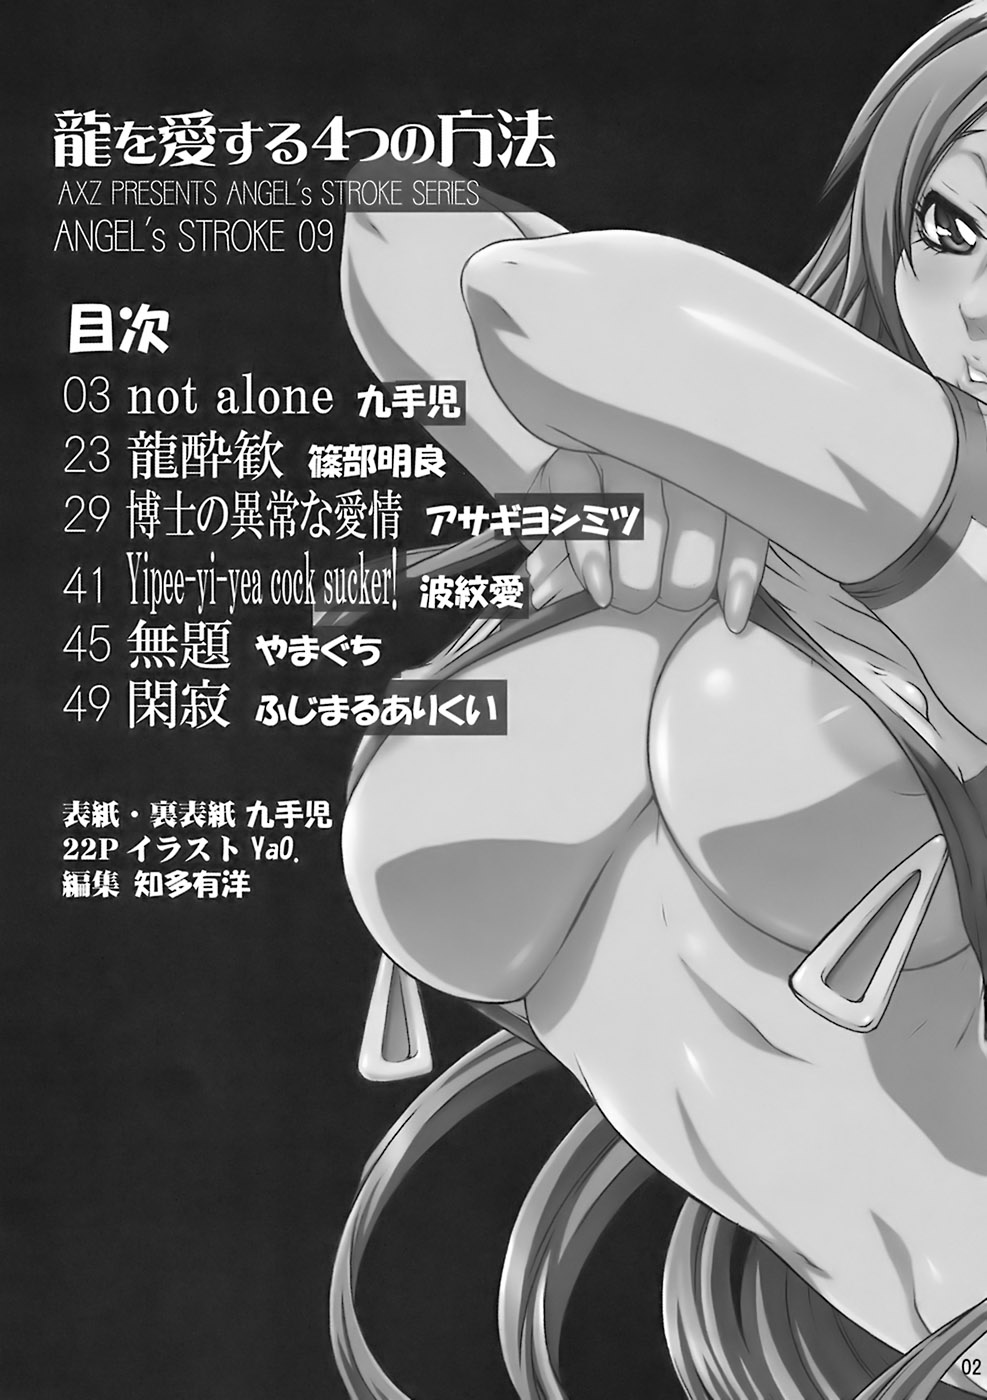 龍を愛する4つの方法
AXZ PRESENTS ANGEL's STROKE SERIES
ANGEL's STROKE 09
目次
03 not alone 九手児
23 龍酔歓 篠部明良
29 博士の異常な愛情 アサギヨシミツ
41 Yipee-yi-yea cock sucker! 波紋愛
45 無題 やまぐち
49 閑寂 ふじまるありくい
表紙・裏表紙 九手児
22P イラスト YaO.
編集 知多有洋
02